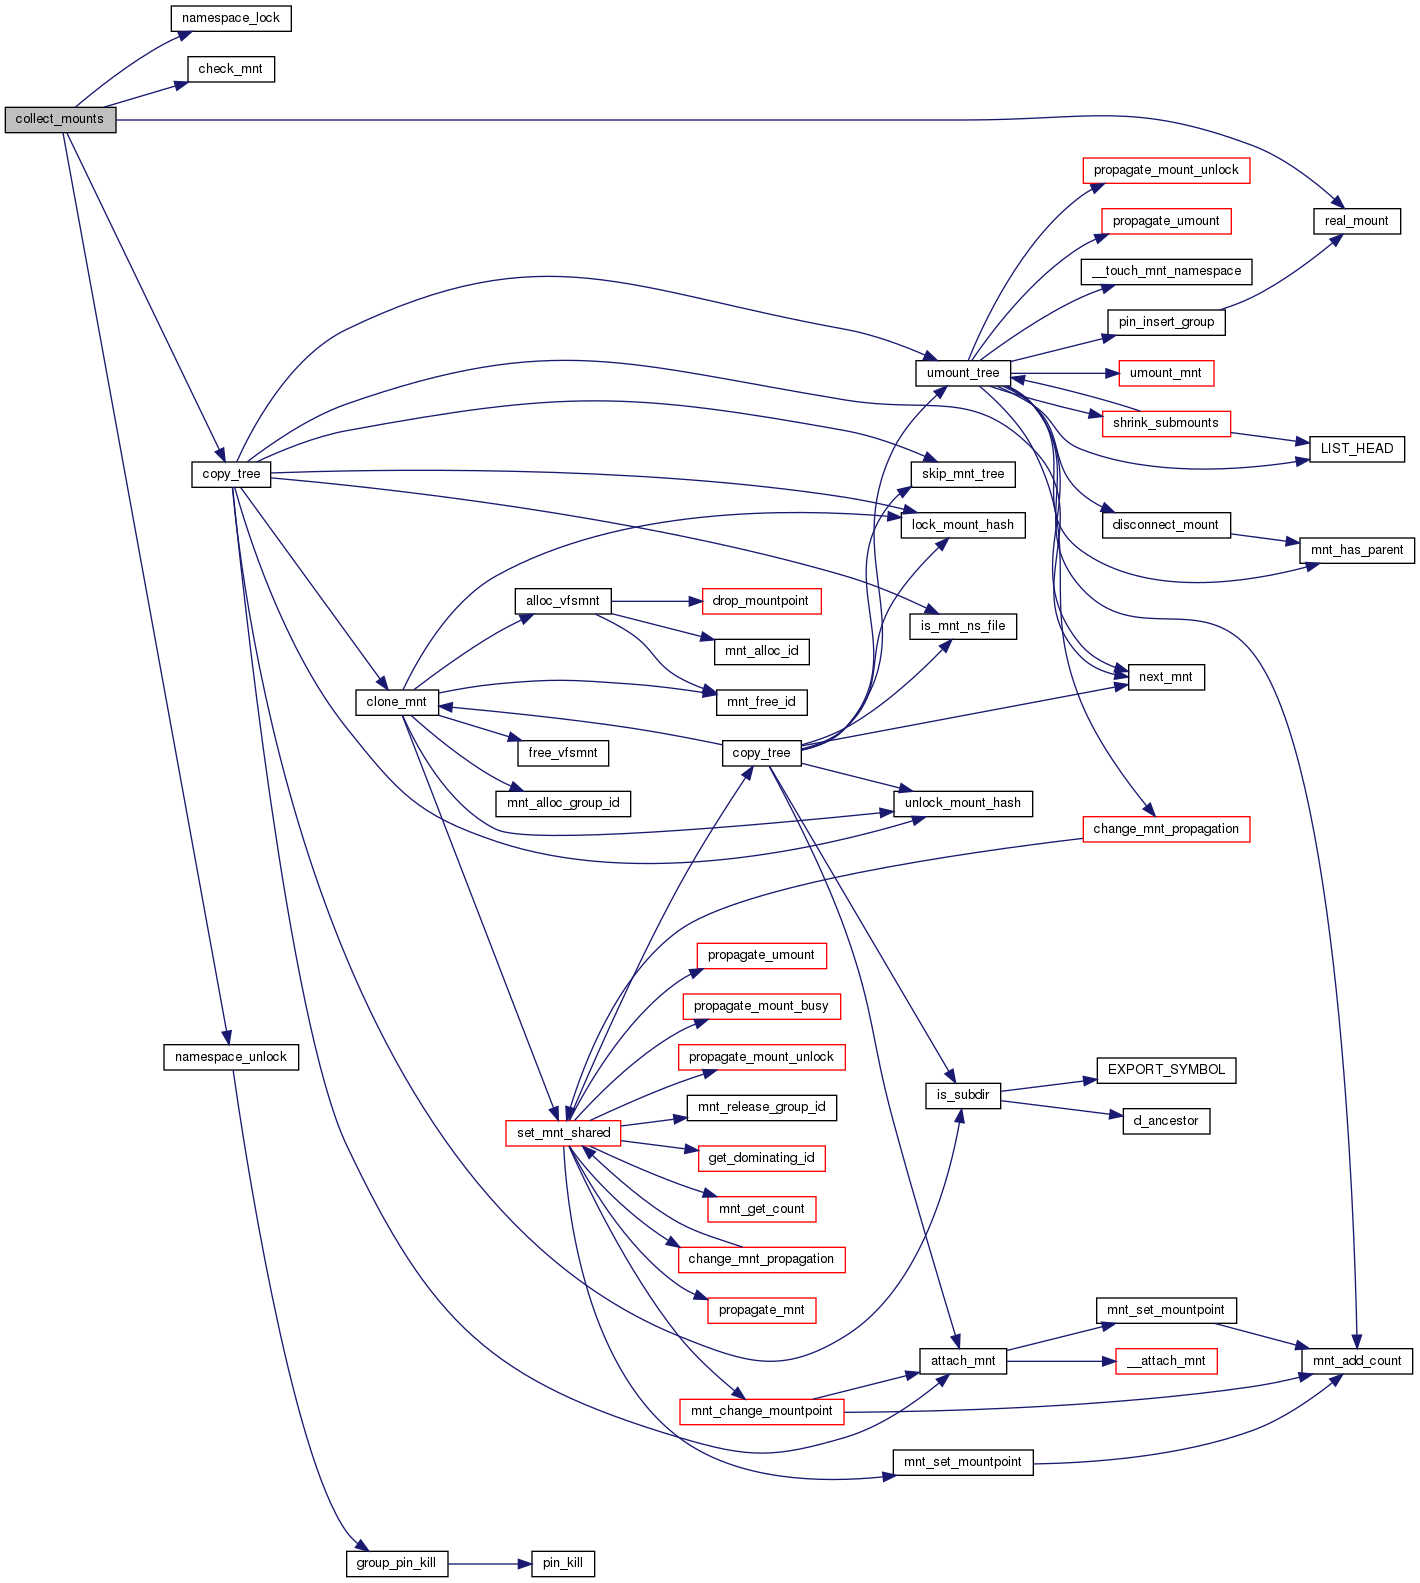 namespace_lock
check_mnt
collect_mounts
propagate_mount_unlock
propagate_umount
real_mount
__touch_mnt_namespace
pin_insert_group
umount_tree
umount_mnt
shrink_submounts
LIST_HEAD
copy_tree
skip_mnt_tree
lock_mount_hash
disconnect_mount
mnt_has_parent
alloc_vfsmnt
drop_mountpoint
is_mnt_ns_file
mnt_alloc_id
next_mnt
clone_mnt
mnt_free_id
free_vfsmnt
copy_tree
mnt_alloc_group_id
unlock_mount_hash
change_mnt_propagation
propagate_umount
propagate_mount_busy
namespace_unlock
propagate_mount_unlock
EXPORT_SYMBOL
is_subdir
mnt_release_group_id
d_ancestor
set_mnt_shared
get_dominating_id
mnt_get_count
change_mnt_propagation
propagate_mnt
mnt_set_mountpoint
attach_mnt
__attach_mnt
mnt_add_count
mnt_change_mountpoint
mnt_set_mountpoint
group_pin_kill
pin_kill